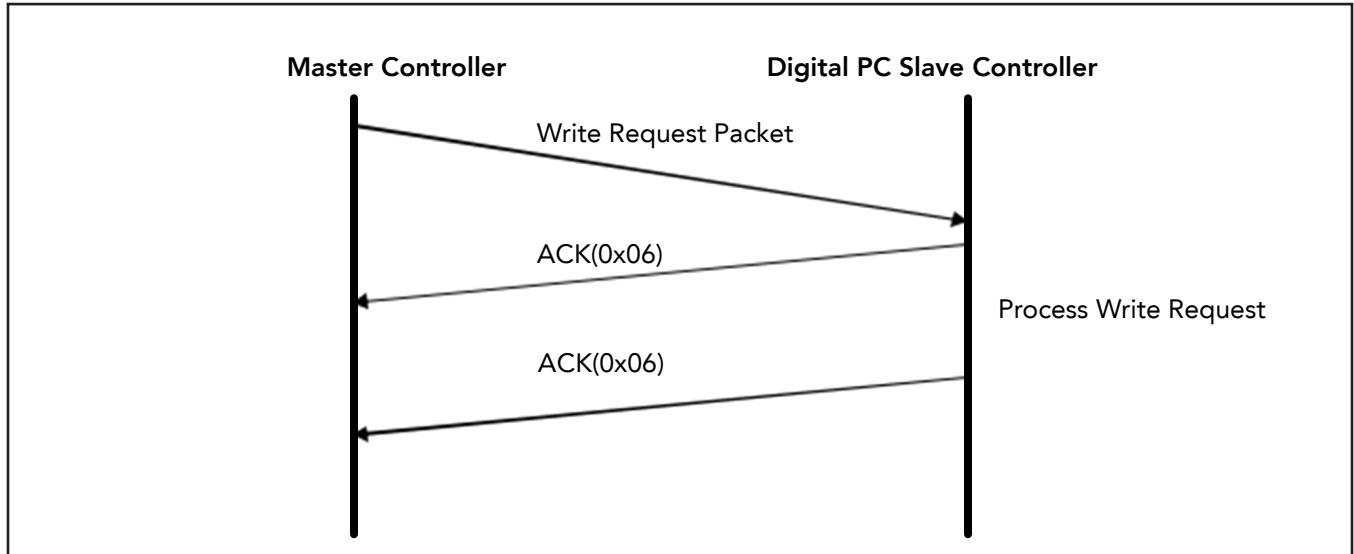 Master Controller
Digital PC Slave Controller
Write Request Packet
ACK(0x06)
Process Write Request
ACK(0x06)